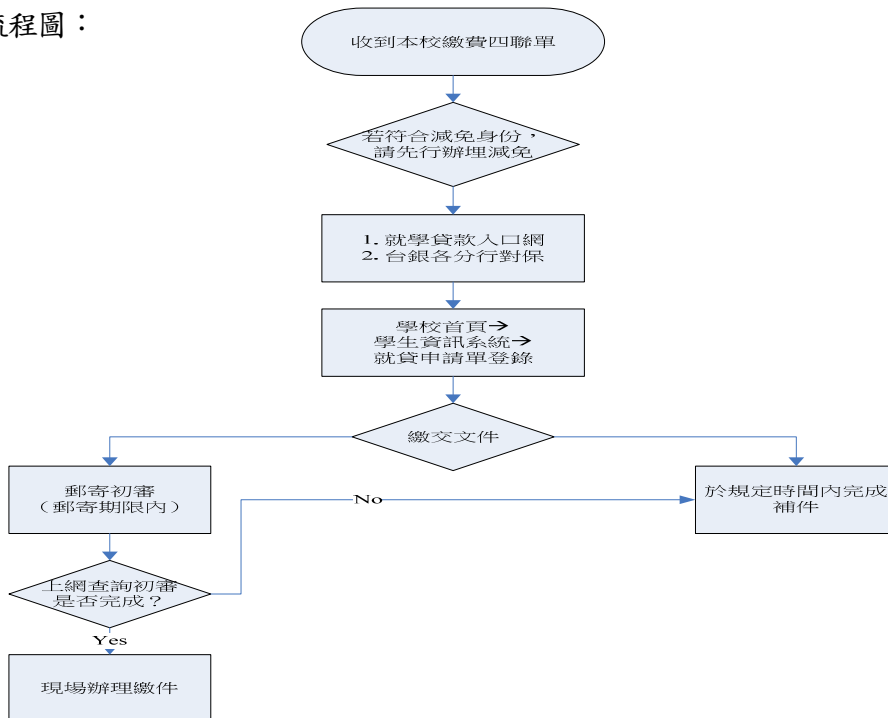 流程圖：
收到本校繳費四聯單
若符合減免身份，
請先行辦理減免
1. 就學貸款入口網
2. 台銀各分行對保
學校首頁→
學生資訊系統→
就貸申請單登錄
繳交文件
郵寄初審
（郵寄期限內）
No
於規定時間內完成
補件
上網查詢初審
是否完成？
Yes
現場辦理繳件